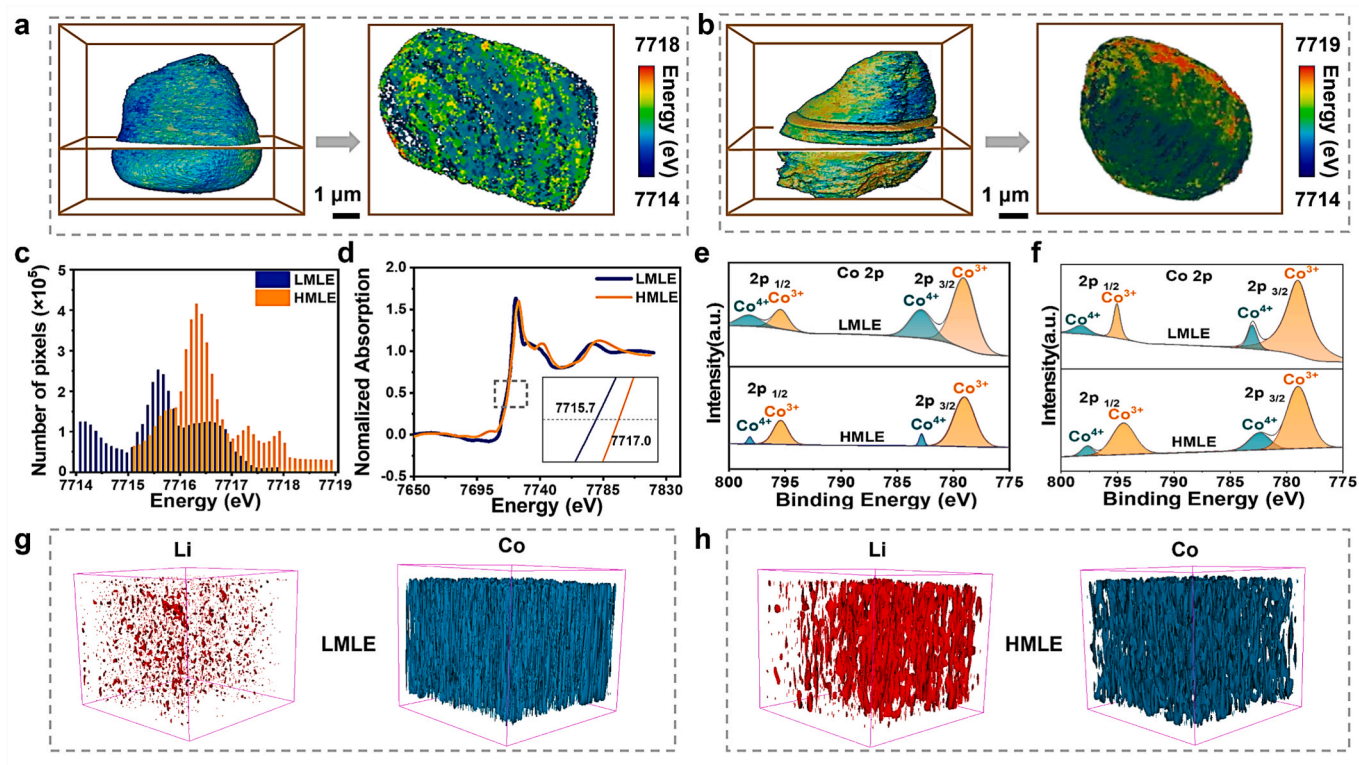 a
7718
Energy (eV)
7714
1 μm
b
7719
Energy (eV)
7714
1 μm
c
Number of pixels (×10⁵)
5
4
3
2
1
0
LMLE
HMLE
7714 7715 7716 7717 7718 7719
Energy (eV)
d
Nomalized Absorption
2.0
1.5
1.0
0.5
0.0
-0.5
LMLE
HMLE
7715.7
7717.0
7650 7695 7740 7785 7830
Energy (eV)
e
Intensity(a.u.)
Co 2p
2p 1/2
Co⁴⁺
Co³⁺
2p 3/2
Co⁴⁺
Co³⁺
LMLE
2p 1/2
Co⁴⁺
Co³⁺
2p 3/2
Co⁴⁺
Co³⁺
HMLE
800 795 790 785 780 775
Binding Energy (eV)
f
Intensity(a.u.)
Co 2p
2p 1/2
Co⁴⁺
Co³⁺
2p 3/2
Co⁴⁺
Co³⁺
LMLE
2p 1/2
Co⁴⁺
Co³⁺
2p 3/2
Co⁴⁺
Co³⁺
HMLE
800 795 790 785 780 775
Binding Energy (eV)
g
Li
Co
LMLE
h
Li
Co
HMLE